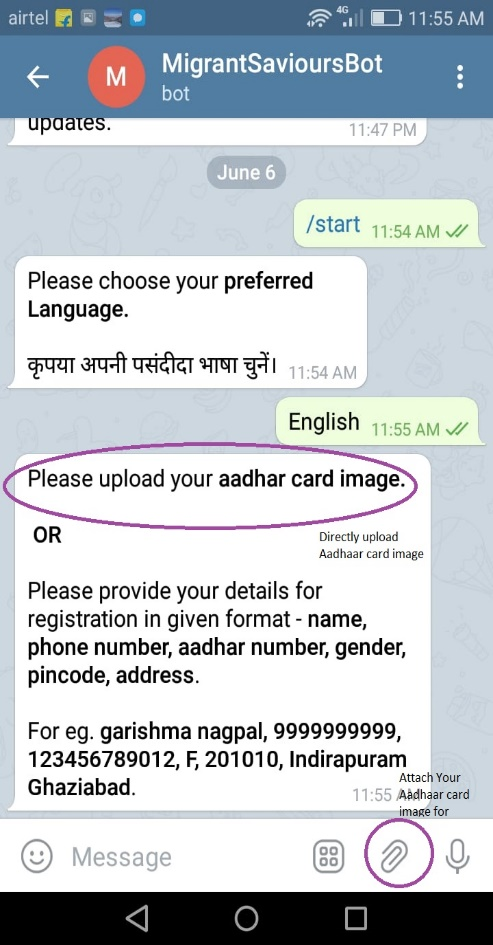 airtel 4G 11:55 AM
M MigrantSavioursBot
bot
updates. 11:47 PM
June 6
/start 11:54 AM
Please choose your preferred
Language.
कृपया अपनी पसंदीदा भाषा चुनें। 11:54 AM
English 11:55 AM
Please upload your aadhar card image.
OR
Directly upload
Aadhaar card image
Please provide your details for
registration in given format - name,
phone number, aadhar number, gender,
pincode, address.
For eg. garishma nagpal, 9999999999,
123456789012, F, 201010, Indirapuram
Ghaziabad.
11:55 AM
Attach Your
Aadhaar card
image for
Message